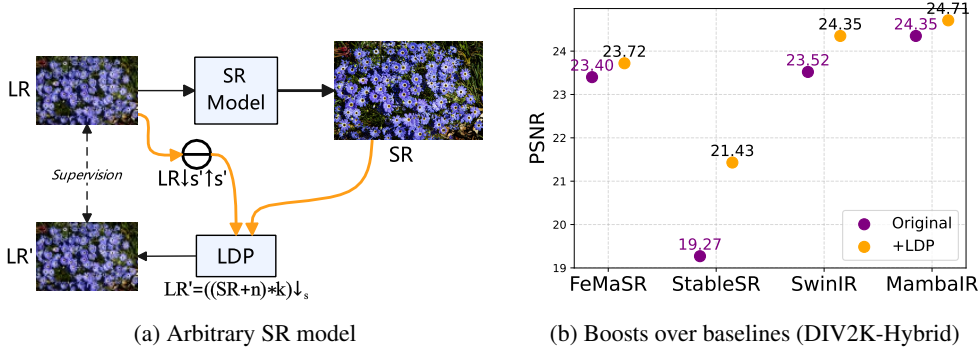 LR
SR
Model
SR
Supervision
LR↓s'↑s'
LR'
LDP
LR'=((SR+n)*k)↓s
(a) Arbitrary SR model
PSNR
24
23
22
21
20
19
23.40
23.72
19.27
21.43
23.52
24.35
24.35
24.71
Original
+LDP
FeMaSR StableSR SwinIR MambaIR
(b) Boosts over baselines (DIV2K-Hybrid)